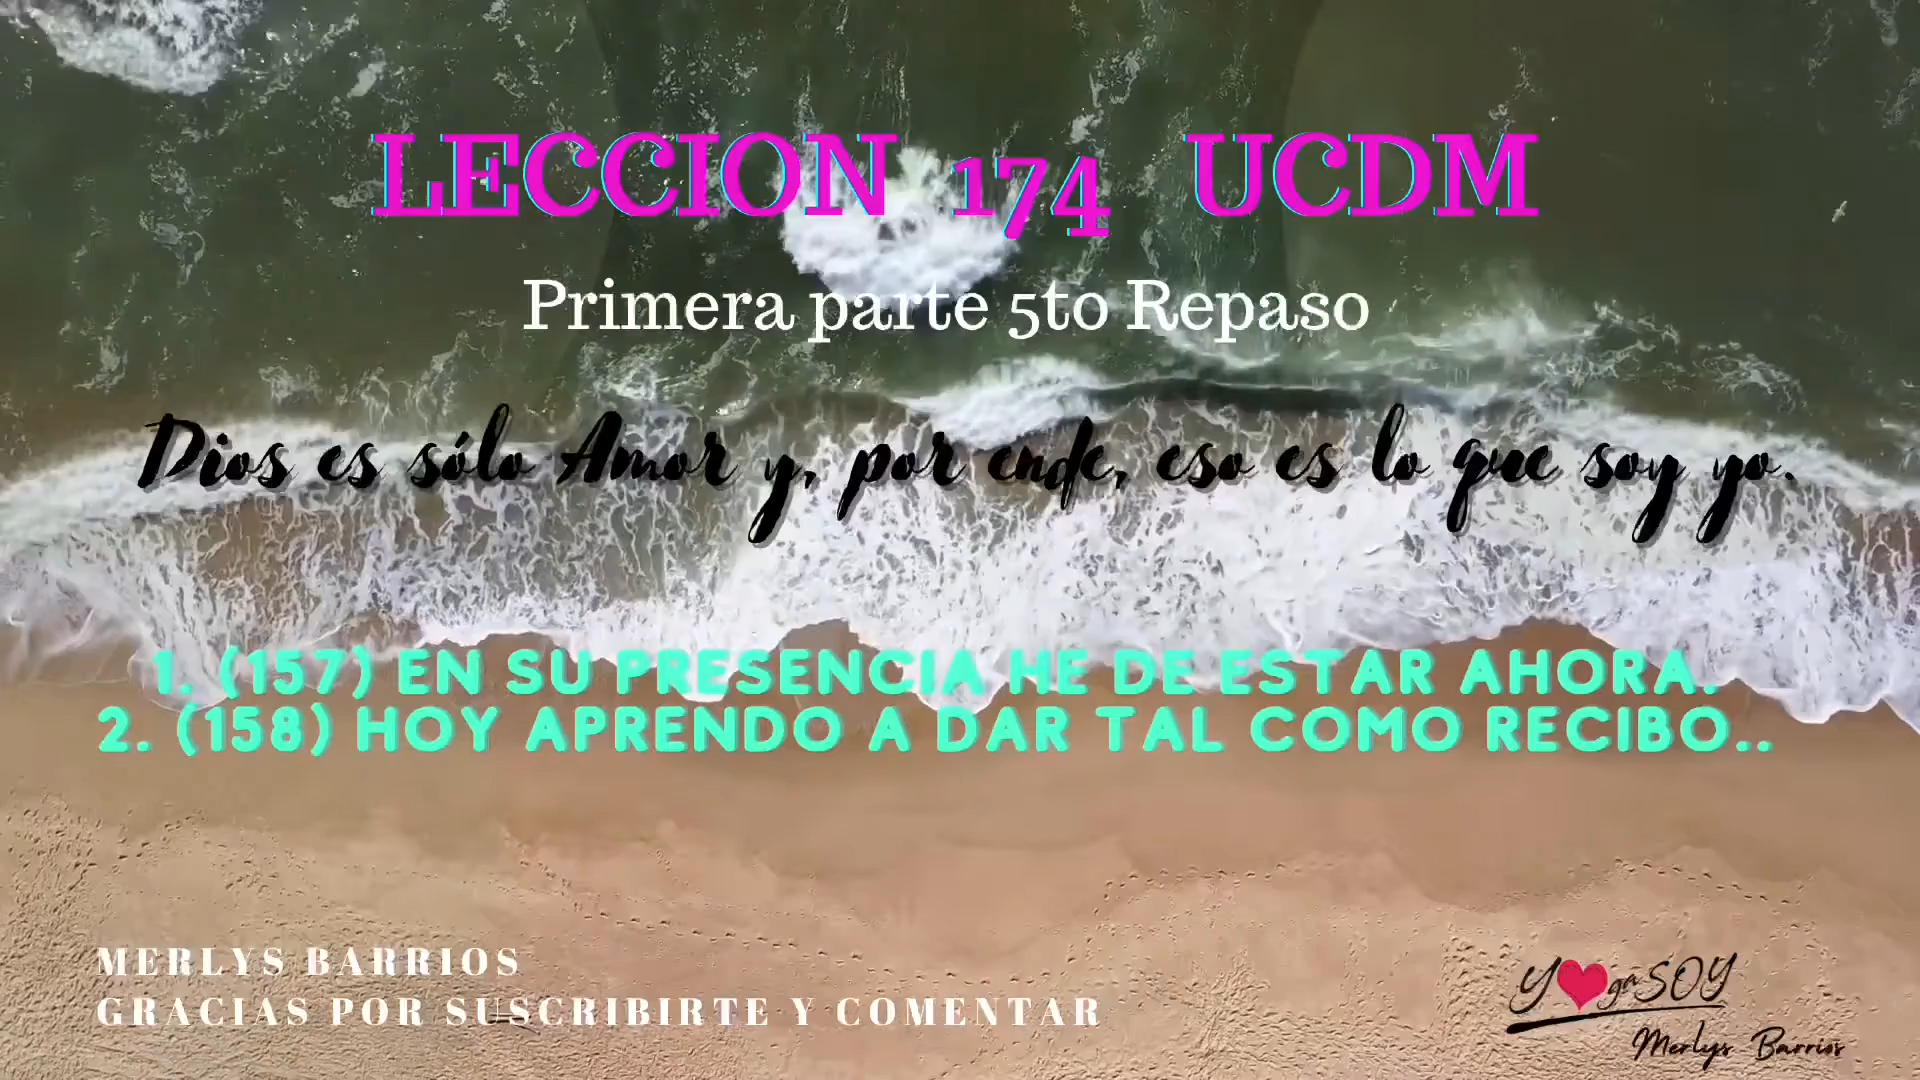 LECCION 174 UCDM
Primera parte 5to Repaso
Dios es sólo Amor y, por ende, eso es lo que soy yo.
1. (157) EN SU PRESENCIA HE DE ESTAR AHORA.
2. (158) HOY APRENDO A DAR TAL COMO RECIBO..
MERLYS BARRIOS
GRACIAS POR SUSCRIBIRTE Y COMENTAR
Y❤gaSOY
Merlys Barrios